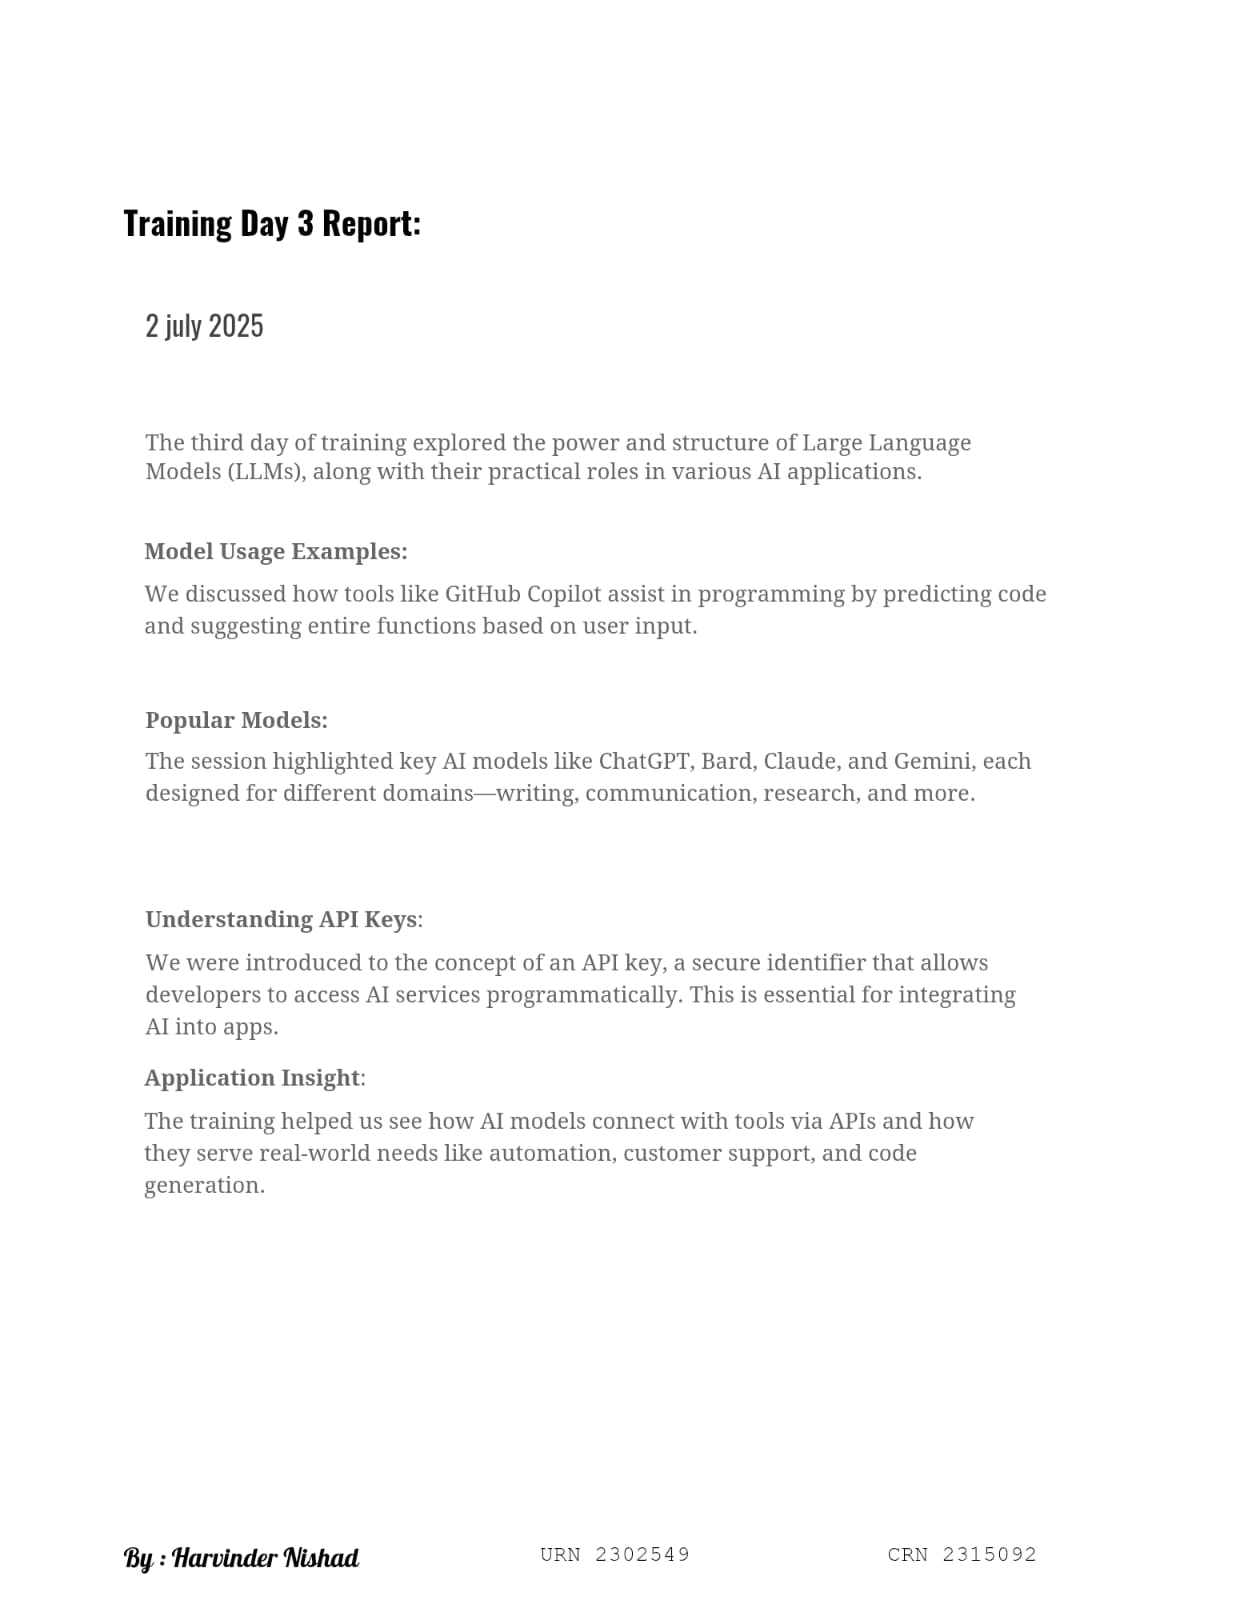 Training Day 3 Report:
2 july 2025
The third day of training explored the power and structure of Large Language
Models (LLMs), along with their practical roles in various AI applications.
Model Usage Examples:
We discussed how tools like GitHub Copilot assist in programming by predicting code
and suggesting entire functions based on user input.
Popular Models:
The session highlighted key AI models like ChatGPT, Bard, Claude, and Gemini, each
designed for different domains—writing, communication, research, and more.
Understanding API Keys:
We were introduced to the concept of an API key, a secure identifier that allows
developers to access AI services programmatically. This is essential for integrating
AI into apps.
Application Insight:
The training helped us see how AI models connect with tools via APIs and how
they serve real-world needs like automation, customer support, and code
generation.
By : Harvinder Nishad URN 2302549 CRN 2315092